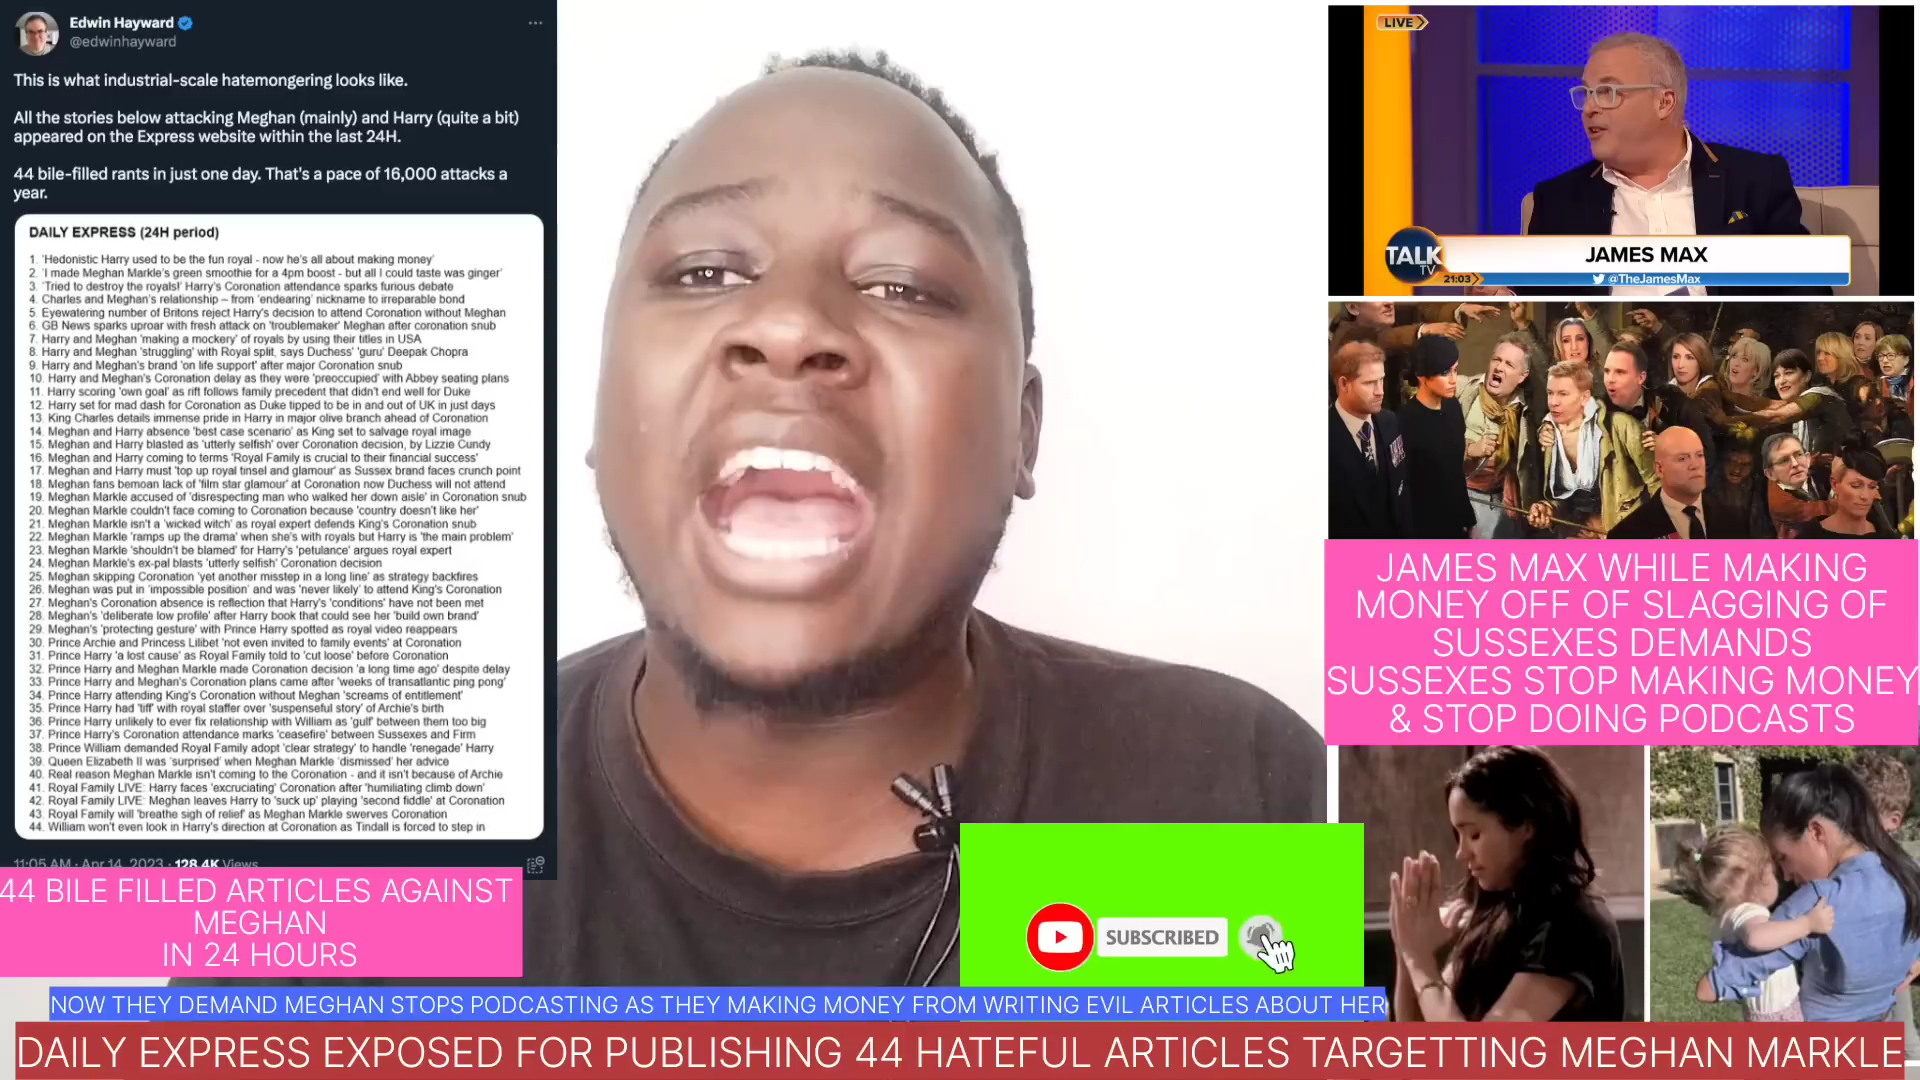 Edwin Hayward
@edwinhayward
This is what industrial-scale hatemongering looks like.
All the stories below attacking Meghan (mainly) and Harry (quite a bit)
appeared on the Express website within the last 24H.
44 bile-filled rants in just one day. That's a pace of 16,000 attacks a
year.
DAILY EXPRESS (24H period)
1. 'Hedonistic Harry used to be the fun royal - now he's all about making money'
2. 'I made Meghan Markle's green smoothie for a 4pm boost - but all I could taste was ginger'
3. 'Tried to destroy the royals!' Harry's Coronation attendance sparks furious debate
4. Charles and Meghan's relationship – from 'endearing' nickname to irreparable bond
5. Eyewatering number of Britons reject Harry's decision to attend Coronation without Meghan
6. GB News sparks uproar with fresh attack on 'troublemaker' Meghan after coronation snub
7. Harry and Meghan 'making a mockery' of royals by using their titles in USA
8. Harry and Meghan 'struggling' with Royal split, says Duchess' 'guru' Deepak Chopra
9. Harry and Meghan's brand 'on life support' after major Coronation snub
10. Harry and Meghan's Coronation delay as they were 'preoccupied' with Abbey seating plans
11. Harry scoring 'own goal' as rift follows family precedent that didn't end well for Duke
12. Harry set for mad dash for Coronation as Duke tipped to be in and out of UK in just days
13. King Charles details immense pride in Harry in major olive branch ahead of Coronation
14. Meghan and Harry absence 'best case scenario' as King set to salvage royal image
15. Meghan and Harry blasted as 'utterly selfish' over Coronation decision, by Lizzie Cundy
16. Meghan and Harry coming to terms 'Royal Family is crucial to their financial success'
17. Meghan and Harry must 'top up royal tinsel and glamour' as Sussex brand faces crunch point
18. Meghan fans bemoan lack of 'film star glamour' at Coronation now Duchess will not attend
19. Meghan Markle accused of 'disrespecting man who walked her down aisle' in Coronation snub
20. Meghan Markle couldn't face coming to Coronation because 'country doesn't like her'
21. Meghan Markle isn't a 'wicked witch' as royal expert defends King's Coronation snub
22. Meghan Markle 'ramps up the drama' when she's with royals but Harry is 'the main problem'
23. Meghan Markle 'shouldn't be blamed' for Harry's 'petulance' argues royal expert
24. Meghan Markle's ex-pal blasts 'utterly selfish' Coronation decision
25. Meghan skipping Coronation 'yet another misstep in a long line' as strategy backfires
26. Meghan was put in 'impossible position' and was 'never likely' to attend King's Coronation
27. Meghan's Coronation absence is reflection that Harry's 'conditions' have not been met
28. Meghan's 'deliberate low profile' after Harry book that could see her 'build own brand'
29. Meghan's 'protecting gesture' with Prince Harry spotted as royal video reappears
30. Prince Archie and Princess Lilibet 'not even invited to family events' at Coronation
31. Prince Harry 'a lost cause' as Royal Family told to 'cut loose' before Coronation
32. Prince Harry and Meghan Markle made Coronation decision 'a long time ago' despite delay
33. Prince Harry and Meghan's Coronation plans came after 'weeks of transatlantic ping pong'
34. Prince Harry attending King's Coronation without Meghan 'screams of entitlement'
35. Prince Harry had 'tiff' with royal staffer over 'suspenseful story' of Archie's birth
36. Prince Harry unlikely to ever fix relationship with William as 'gulf' between them too big
37. Prince Harry's Coronation attendance marks 'ceasefire' between Sussexes and Firm
38. Prince William demanded Royal Family adopt 'clear strategy' to handle 'renegade' Harry
39. Queen Elizabeth II was 'surprised' when Meghan Markle 'dismissed' her advice
40. Real reason Meghan Markle isn't coming to the Coronation - and it isn't because of Archie
41. Royal Family LIVE: Harry faces 'excruciating' Coronation after 'humiliating climb down'
42. Royal Family LIVE: Meghan leaves Harry to 'suck up' playing 'second fiddle' at Coronation
43. Royal Family will 'breathe sigh of relief' as Meghan Markle swerves Coronation
44. William won't even look in Harry's direction at Coronation as Tindall is forced to step in
11:05 AM · Apr 14, 2023 · 128.4K Views
44 BILE FILLED ARTICLES AGAINST
MEGHAN
IN 24 HOURS
LIVE
JAMES MAX
TALK
TV
21:03
@TheJamesMax
JAMES MAX WHILE MAKING
MONEY OFF OF SLAGGING OF
SUSSEXES DEMANDS
SUSSEXES STOP MAKING MONEY
& STOP DOING PODCASTS
SUBSCRIBED
NOW THEY DEMAND MEGHAN STOPS PODCASTING AS THEY MAKING MONEY FROM WRITING EVIL ARTICLES ABOUT HER
DAILY EXPRESS EXPOSED FOR PUBLISHING 44 HATEFUL ARTICLES TARGETTING MEGHAN MARKLE